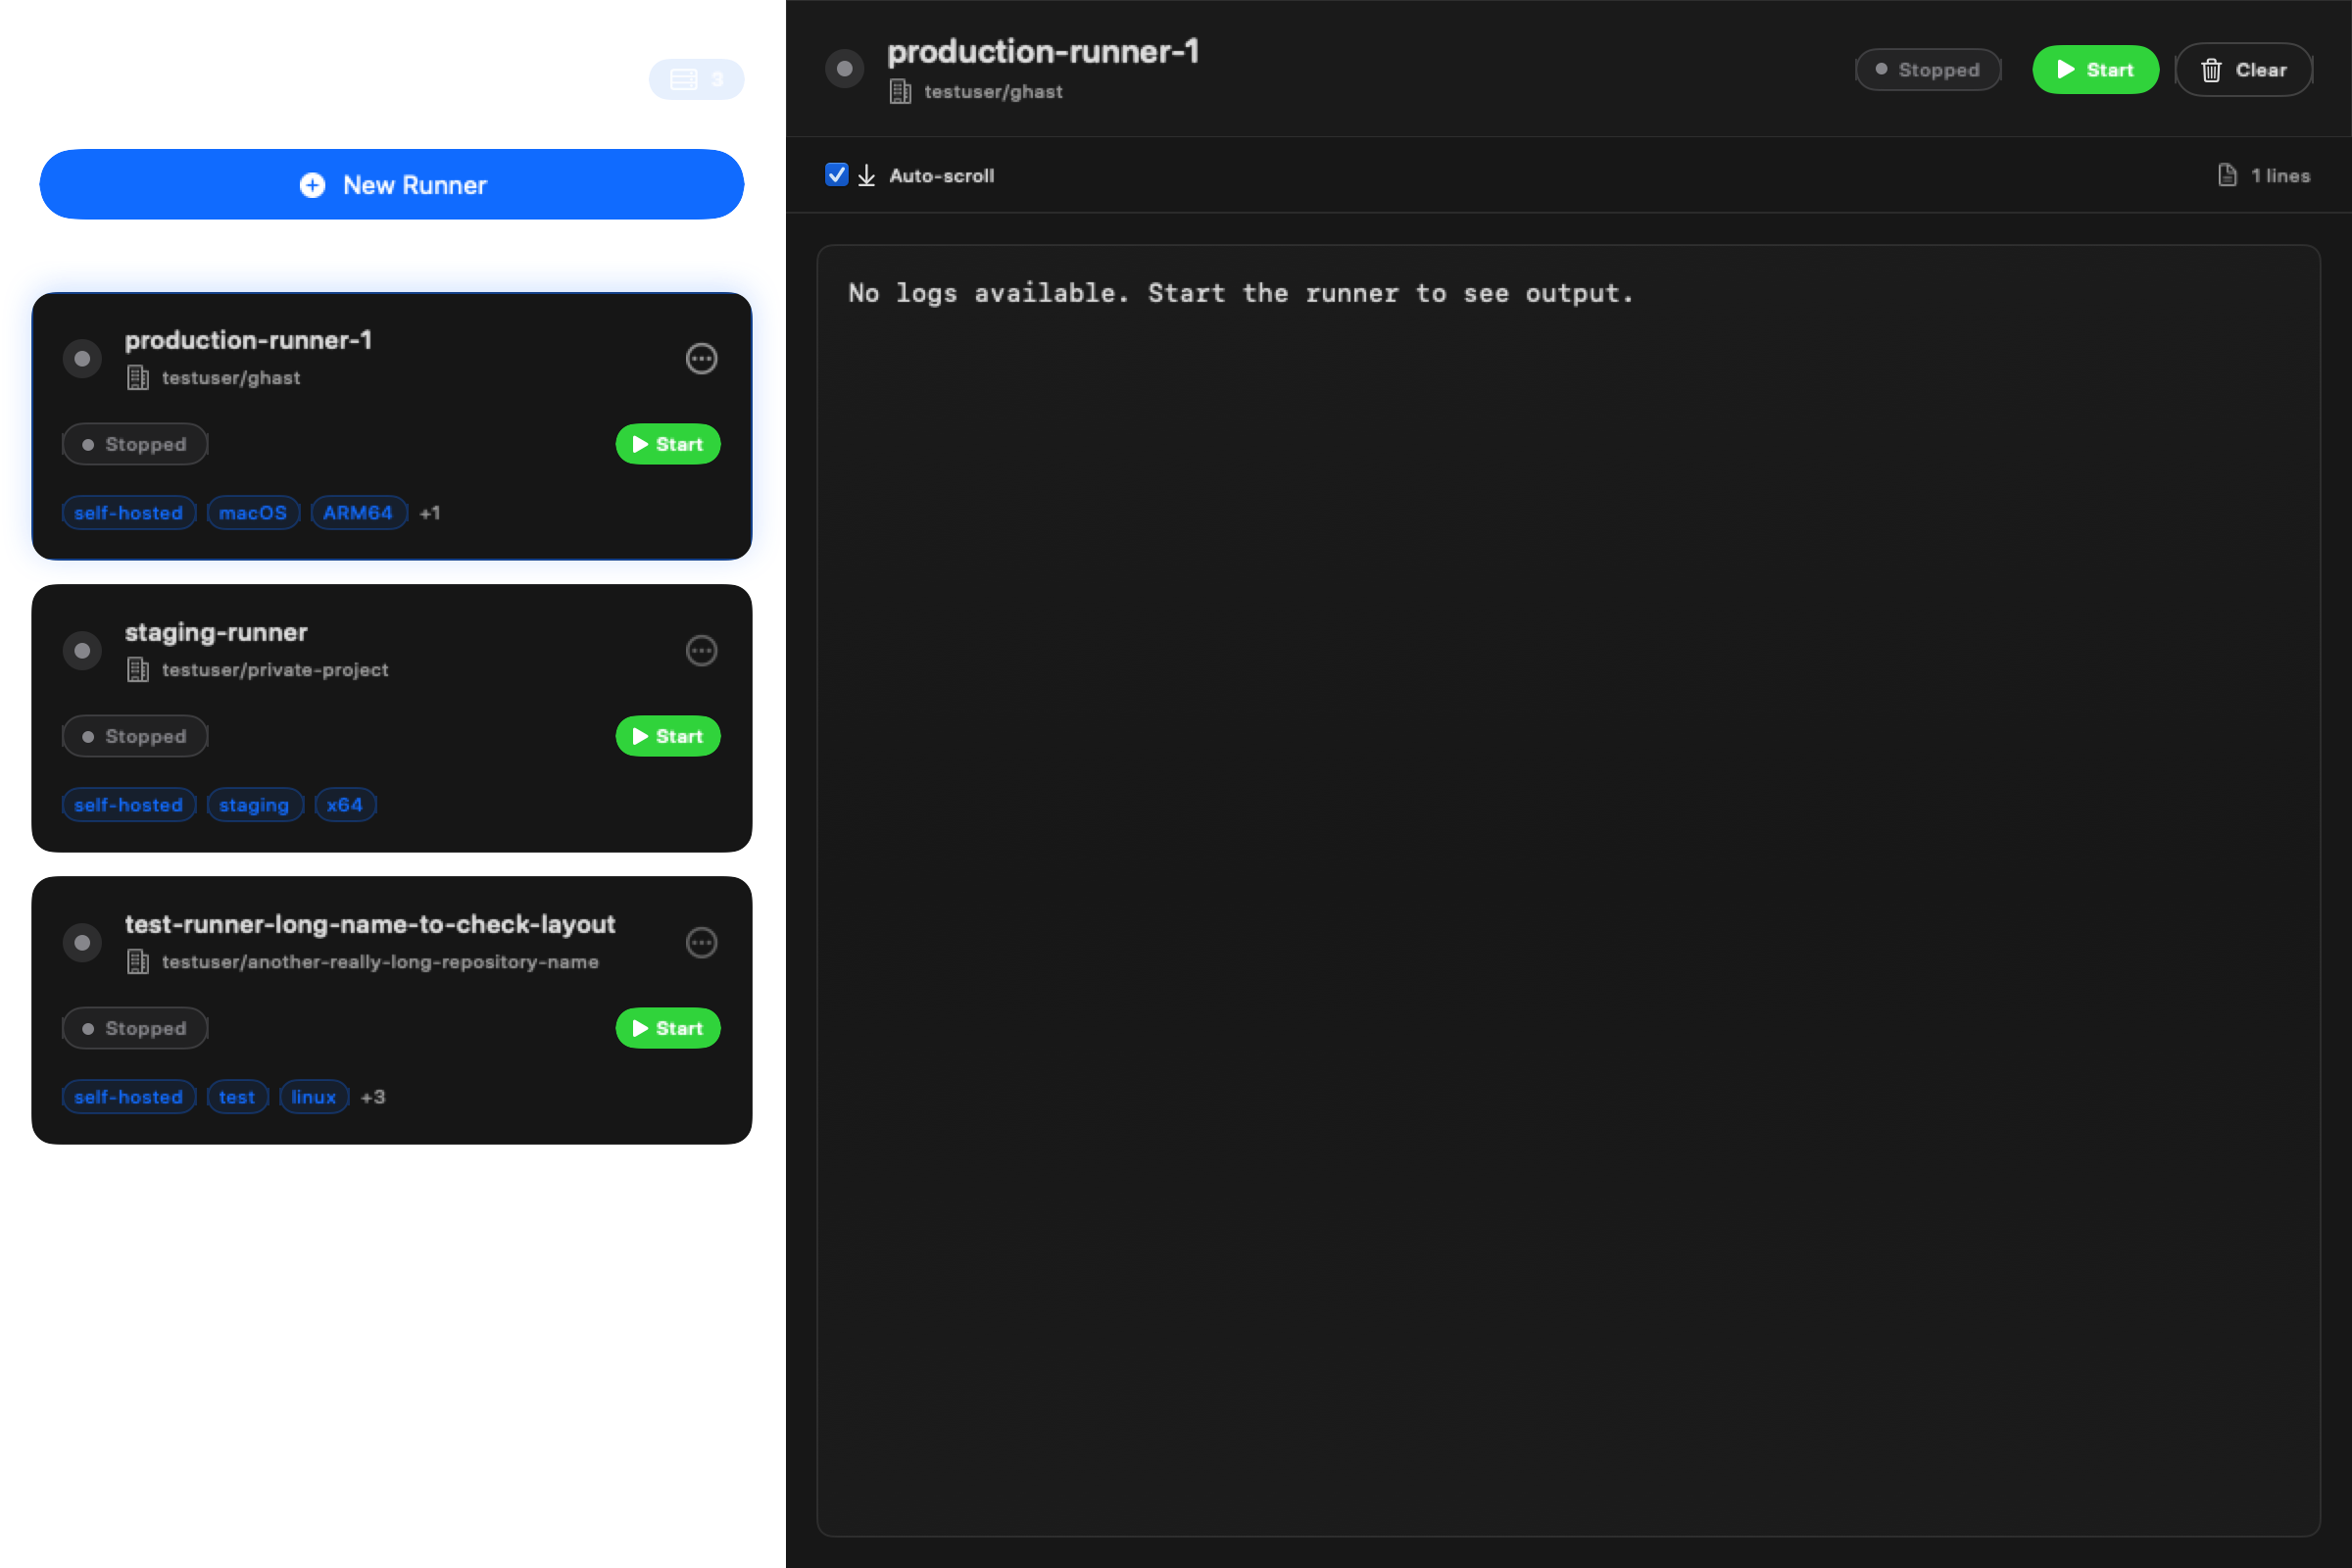 3
New Runner
production-runner-1
testuser/ghast
Stopped
Start
self-hosted macOS ARM64 +1
staging-runner
testuser/private-project
Stopped
Start
self-hosted staging x64
test-runner-long-name-to-check-layout
testuser/another-really-long-repository-name
Stopped
Start
self-hosted test linux +3
production-runner-1
testuser/ghast
Stopped
Start
Clear
Auto-scroll
1 lines
No logs available. Start the runner to see output.